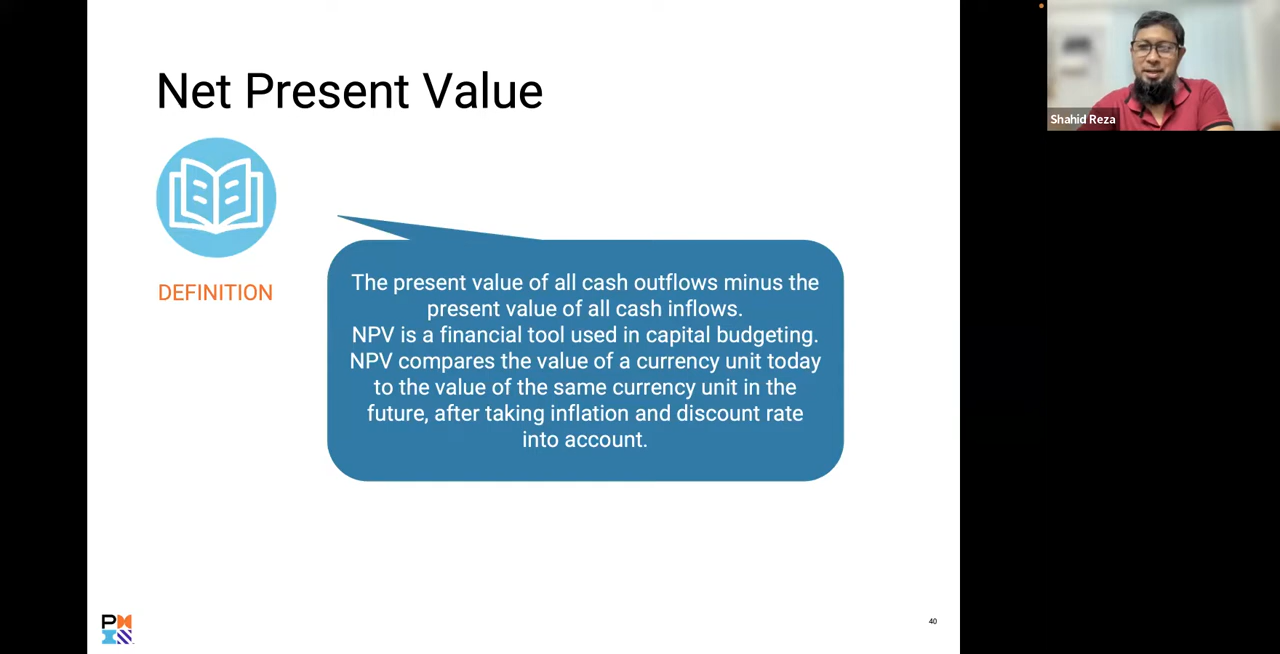 Net Present Value
DEFINITION
The present value of all cash outflows minus the
present value of all cash inflows.
NPV is a financial tool used in capital budgeting.
NPV compares the value of a currency unit today
to the value of the same currency unit in the
future, after taking inflation and discount rate
into account.
40
Shahid Reza